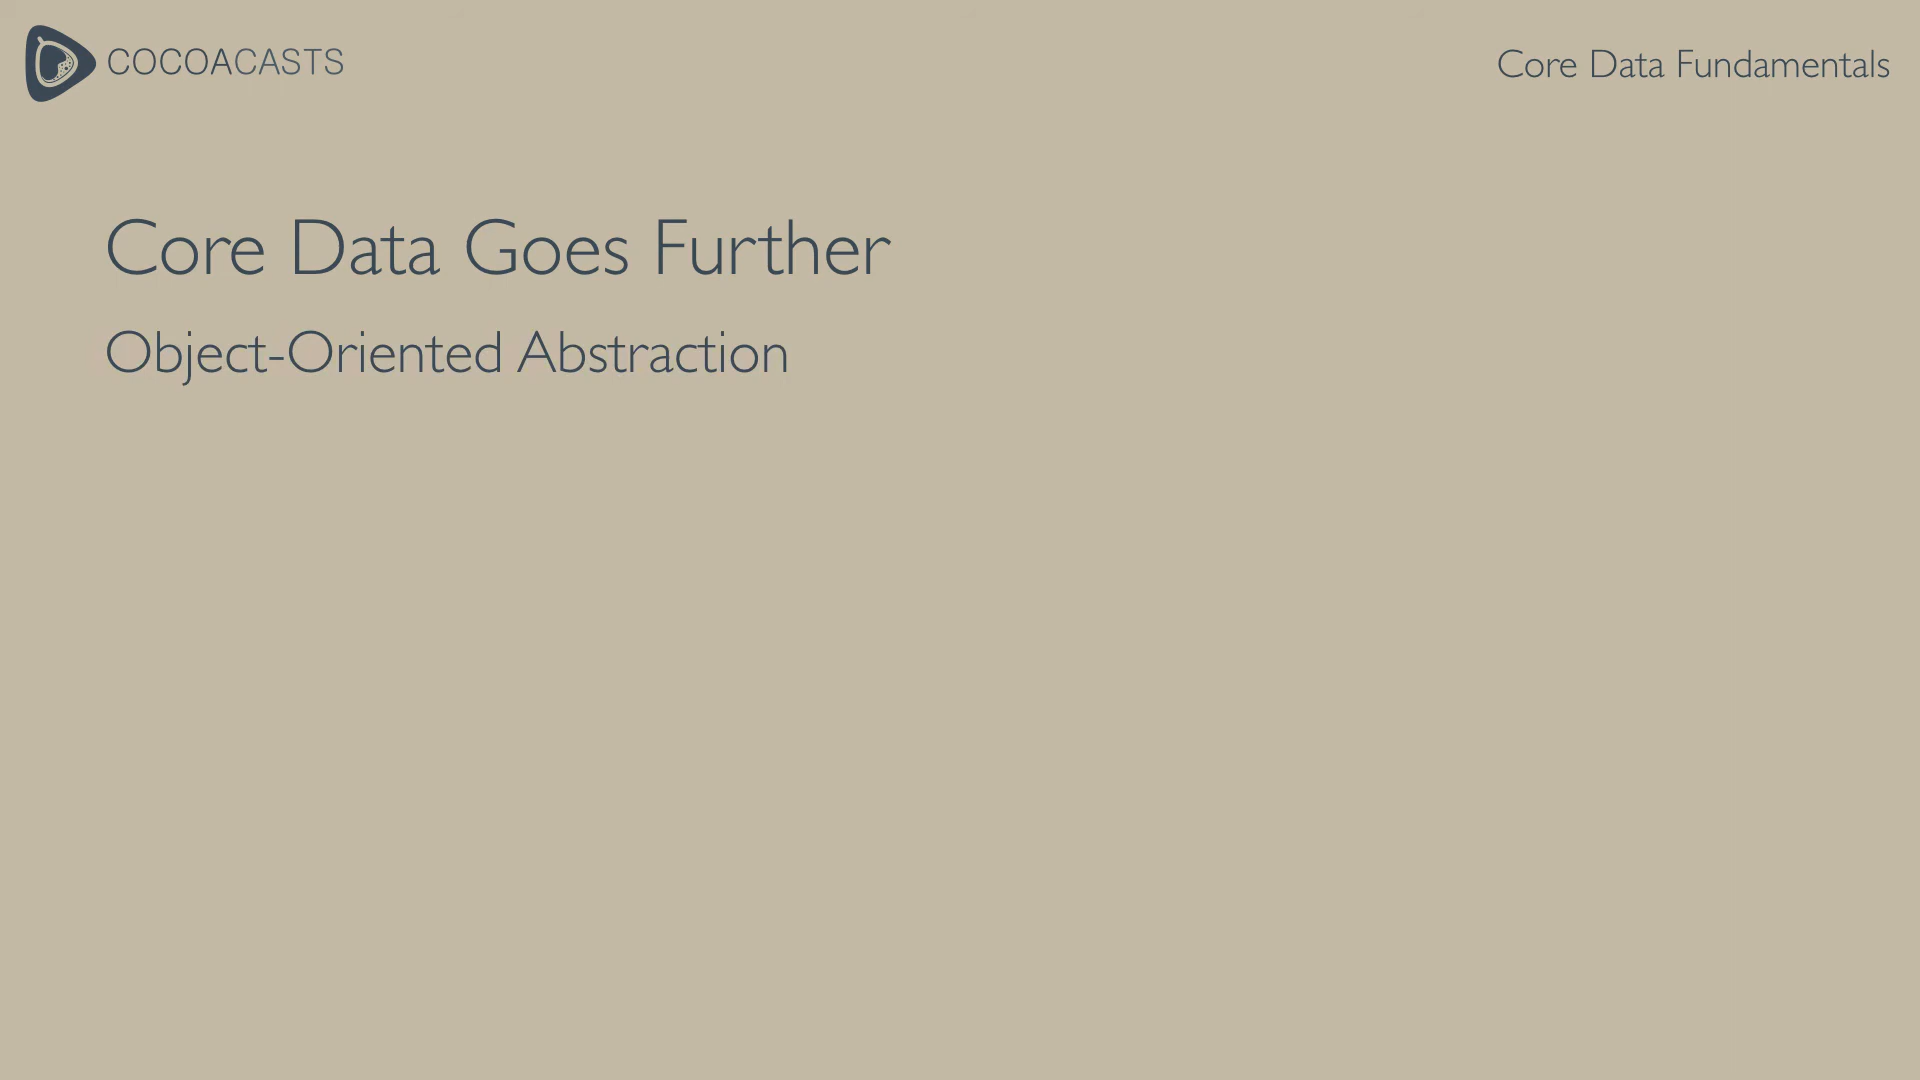 COCOACASTS
Core Data Fundamentals
Core Data Goes Further
Object-Oriented Abstraction